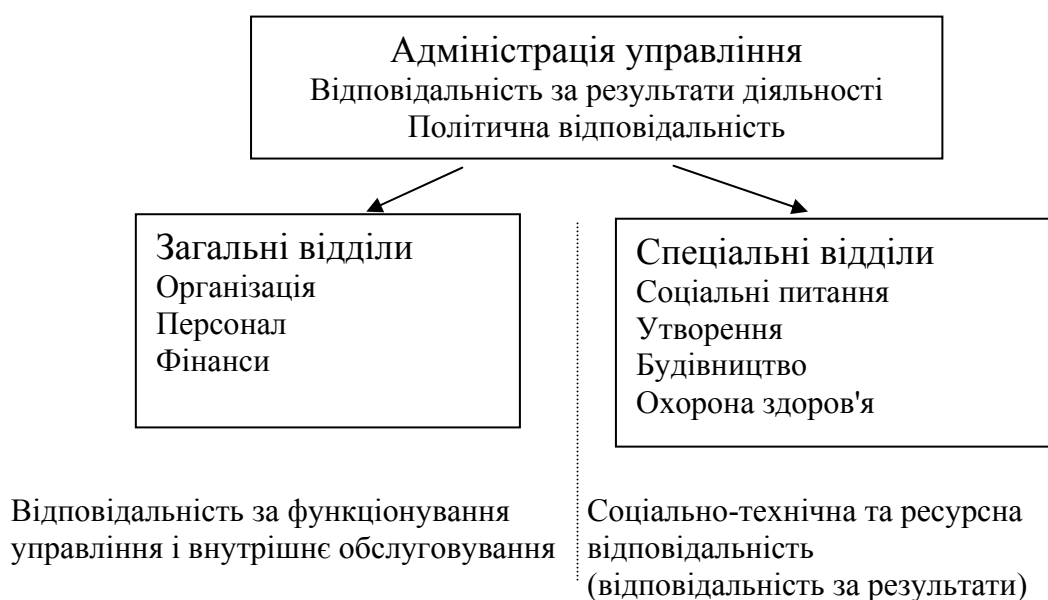 Адміністрація управління
Відповідальність за результати діяльності
Політична відповідальність
Загальні відділи
Організація
Персонал
Фінанси
Спеціальні відділи
Соціальні питання
Утворення
Будівництво
Охорона здоров'я
Відповідальність за функціонування
управління і внутрішнє обслуговування
Соціально-технічна та ресурсна
відповідальність
(відповідальність за результати)